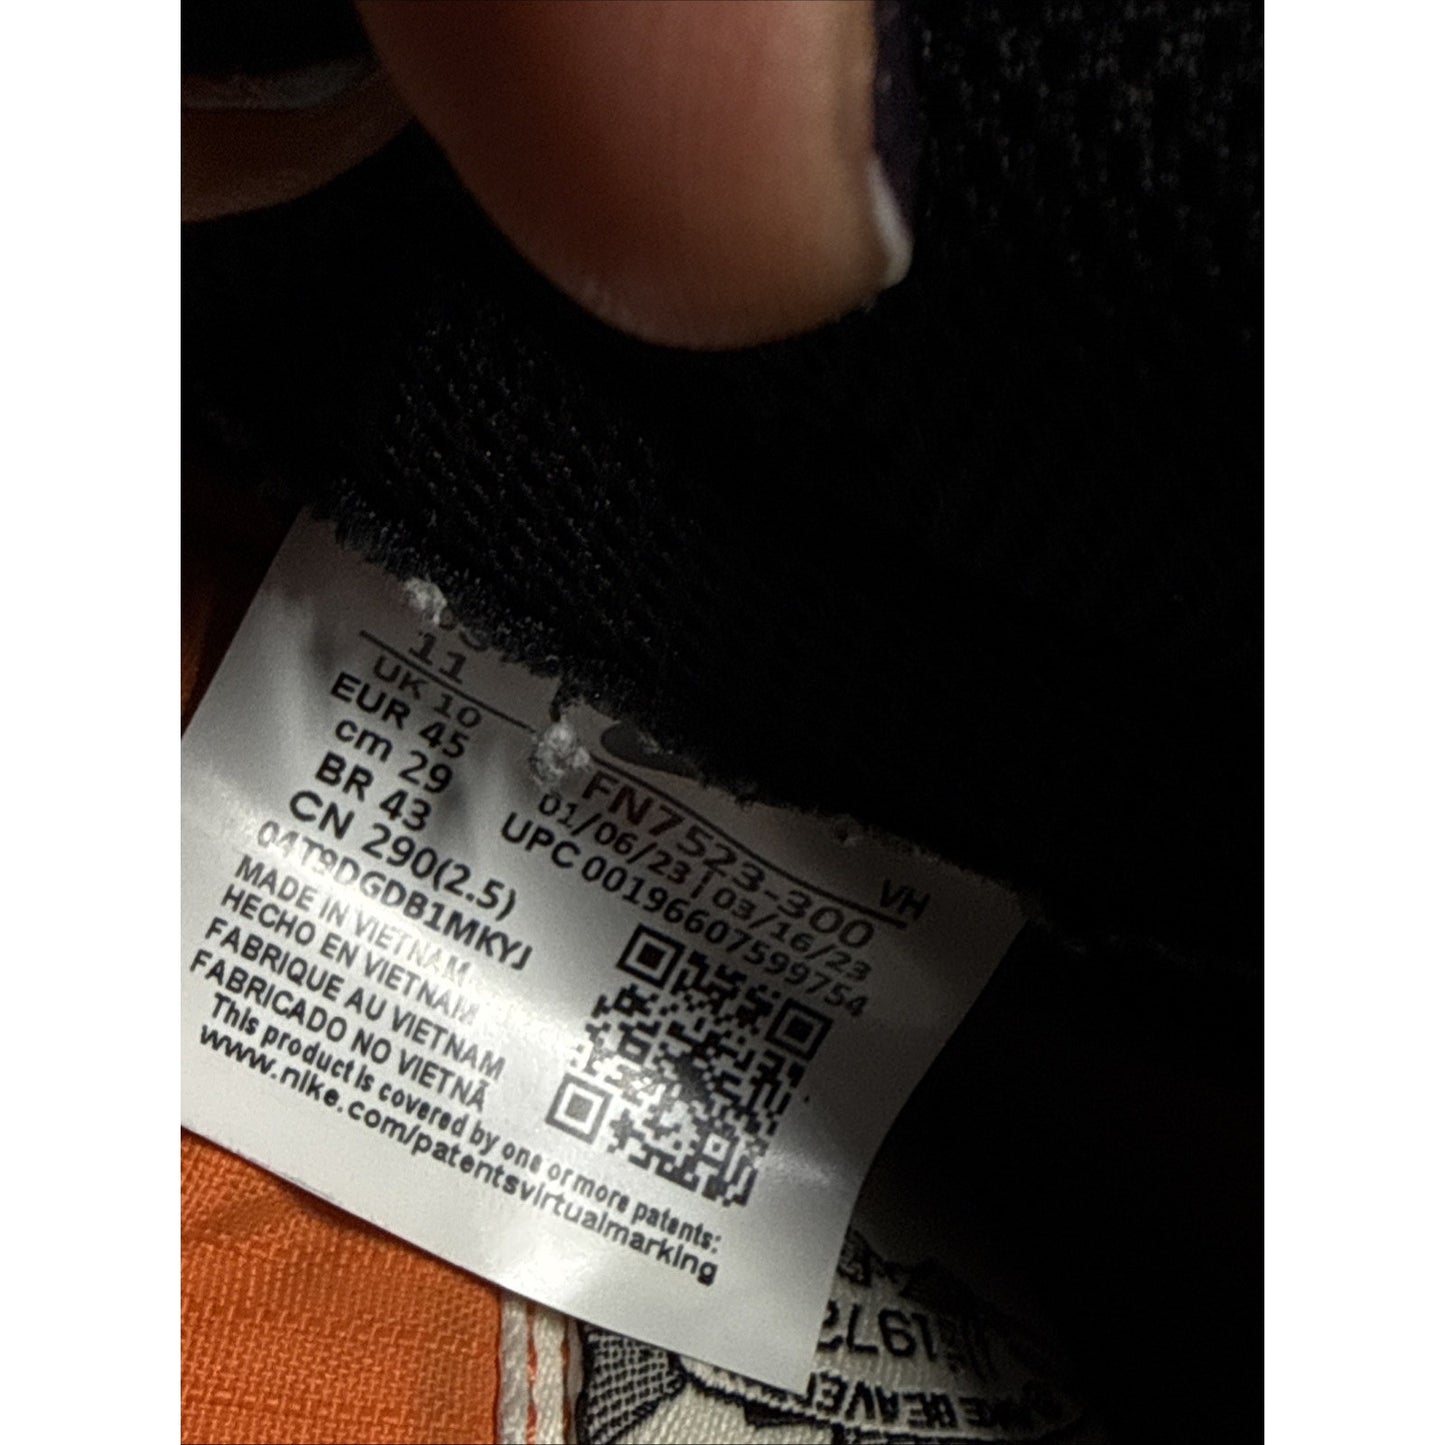 11
UK 10
EUR 45
cm 29
BR 43
CN 290(2.5)
04T9DGDB1MKYJ
MADE IN VIETNAM
HECHO EN VIETNAM
FABRIQUE AU VIETNAM
FABRICADO NO VIETNÃ
This product is covered by one or more patents:
www.nike.com/patentsvirtualmarking
VH
FN7523-300
01/06/23 | 03/16/23
UPC 00196607599754
1972